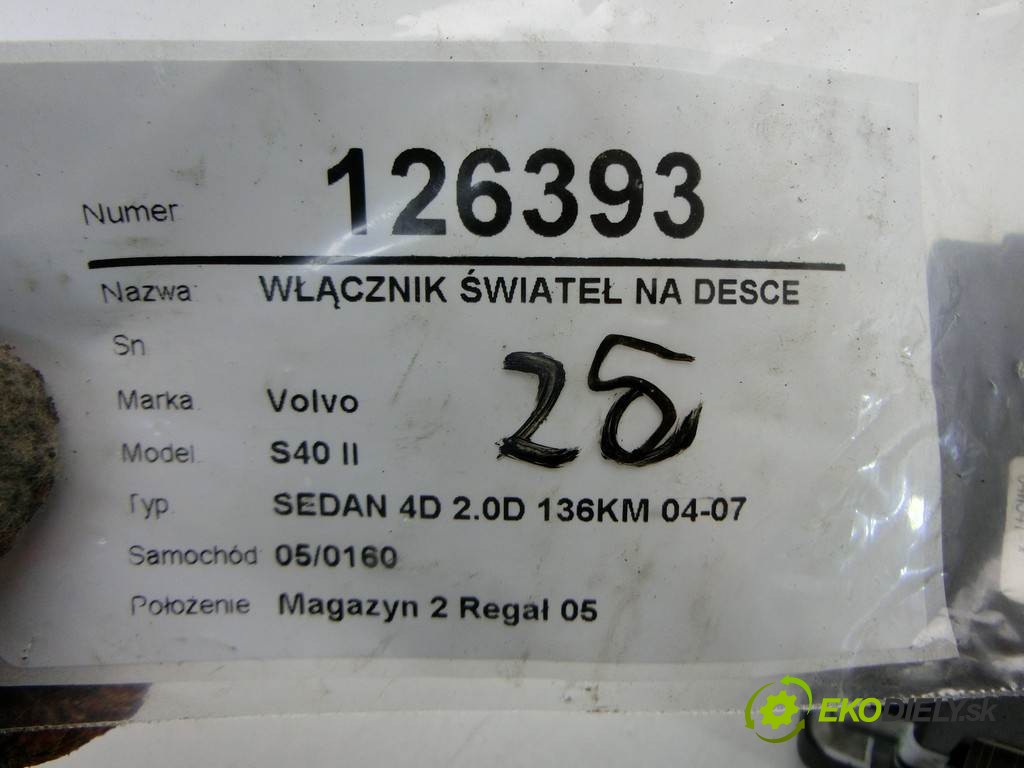 Numer 126393
Nazwa: WŁĄCZNIK ŚWIATEŁ NA DESCE
Sn
Marka Volvo
Model S40 II
Typ SEDAN 4D 2.0D 136KM 04-07
Samochód 05/0160
Położenie Magazyn 2 Regał 05
EKODIELY.sk